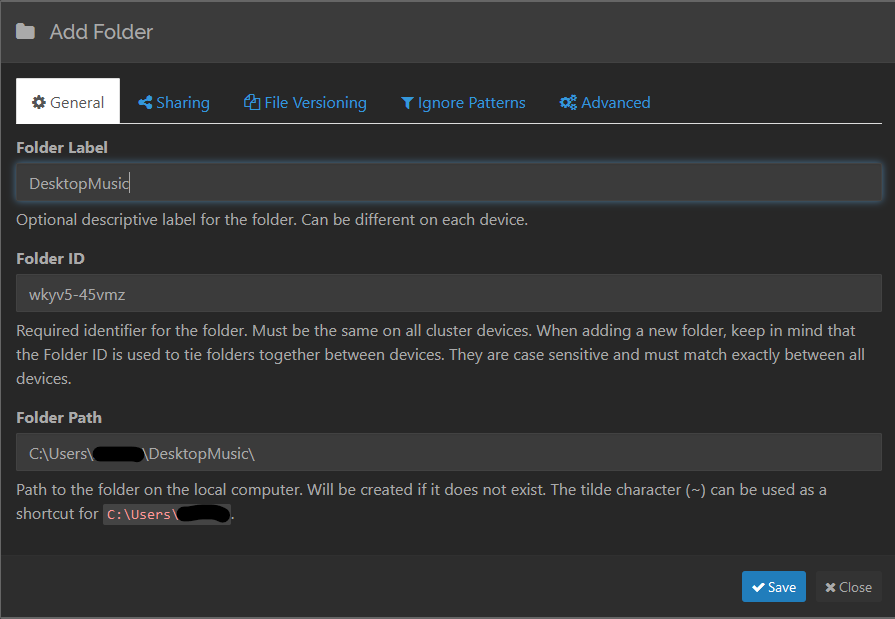 Add Folder
General Sharing File Versioning Ignore Patterns Advanced
Folder Label
DesktopMusic
Optional descriptive label for the folder. Can be different on each device.
Folder ID
wkyv5-45vmz
Required identifier for the folder. Must be the same on all cluster devices. When adding a new folder, keep in mind that
the Folder ID is used to tie folders together between devices. They are case sensitive and must match exactly between all
devices.
Folder Path
C:\Users\ \DesktopMusic\
Path to the folder on the local computer. Will be created if it does not exist. The tilde character (~) can be used as a
shortcut for C:\Users\ .
Save Close